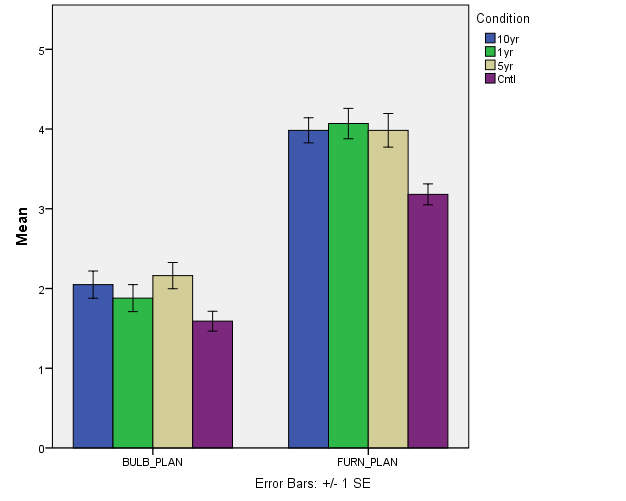 Condition
10yr
1yr
5yr
Cntl
Mean
5
4
3
2
1
0
BULB_PLAN FURN_PLAN
Error Bars: +/- 1 SE